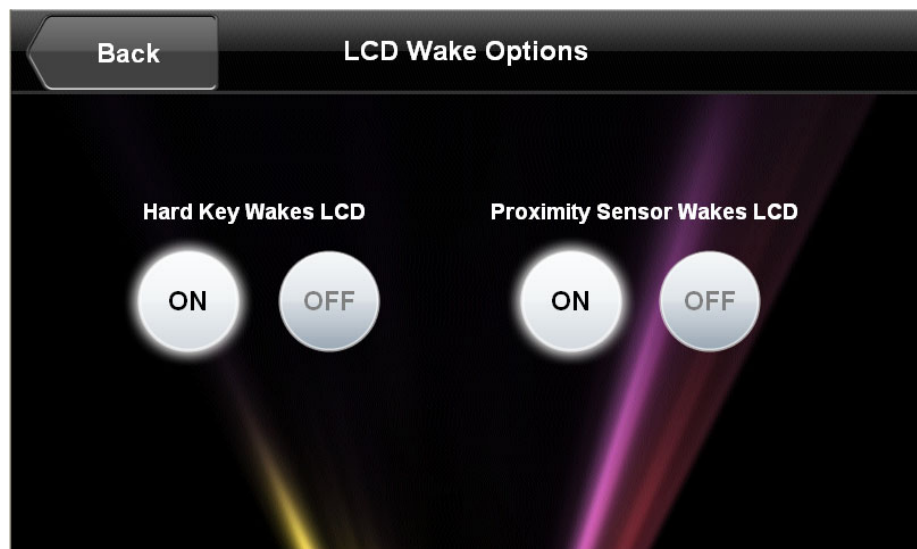 Back
LCD Wake Options
Hard Key Wakes LCD
Proximity Sensor Wakes LCD
ON
OFF
ON
OFF